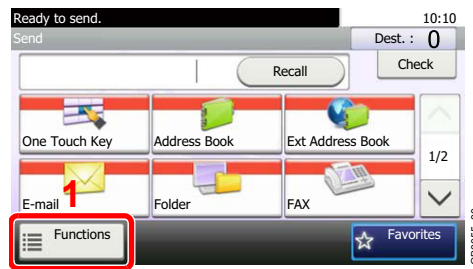 Ready to send.
10:10
Send
Dest. : 0
Recall
Check
One Touch Key
Address Book
Ext Address Book
1/2
E-mail
1
Folder
FAX
Functions
Favorites